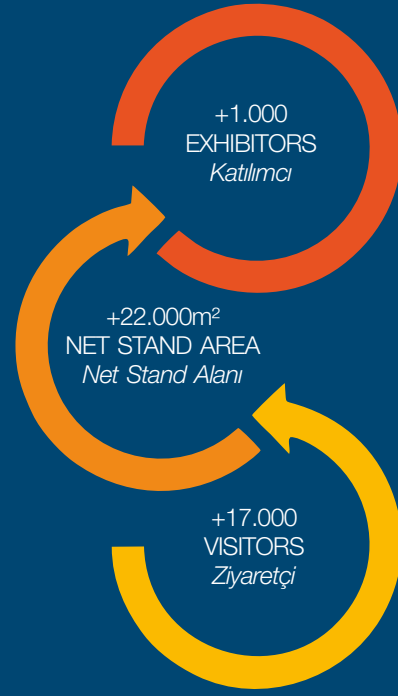 +1.000
EXHIBITORS
Katılımcı
+22.000m²
NET STAND AREA
Net Stand Alanı
+17.000
VISITORS
Ziyaretçi